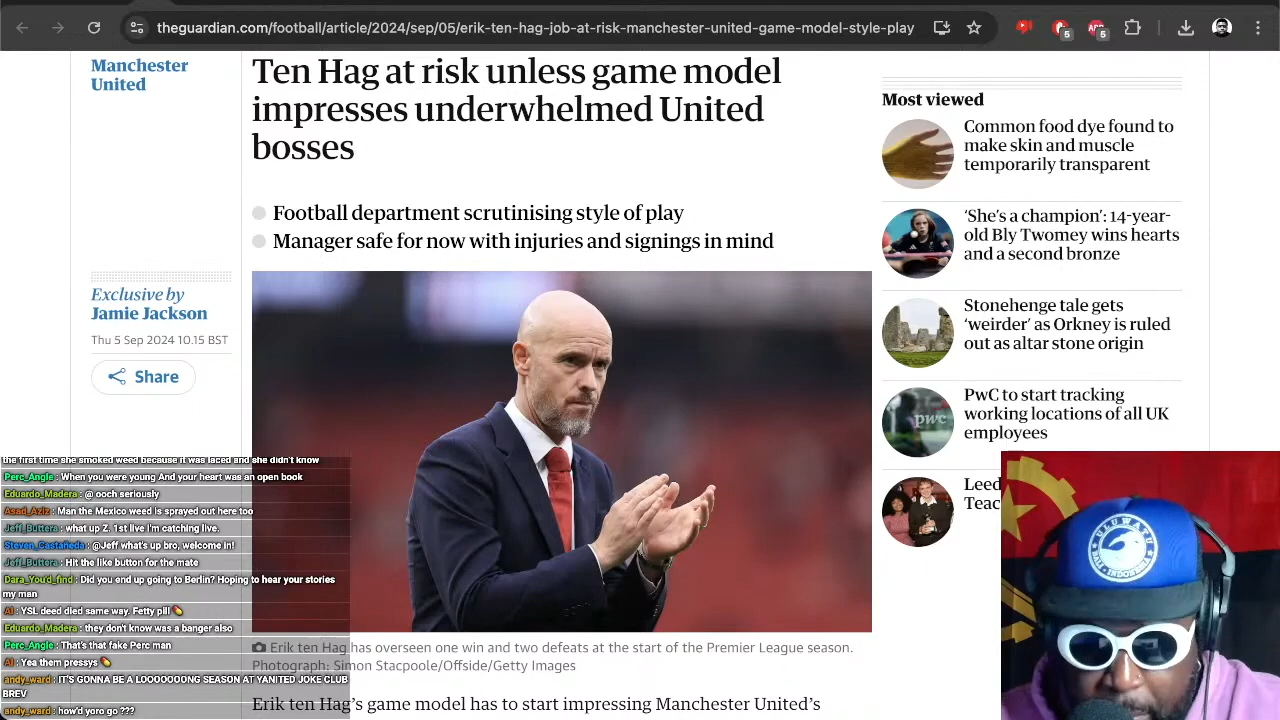 theguardian.com/football/article/2024/sep/05/erik-ten-hag-job-at-risk-manchester-united-game-model-style-play
5
5
Manchester
United
Ten Hag at risk unless game model
impresses underwhelmed United
bosses
Football department scrutinising style of play
Manager safe for now with injuries and signings in mind
Exclusive by
Jamie Jackson
Thu 5 Sep 2024 10.15 BST
Share
Erik ten Hag has overseen one win and two defeats at the start of the Premier League season.
Photograph: Simon Stacpoole/Offside/Getty Images
Erik ten Hag's game model has to start impressing Manchester United's
Most viewed
Common food dye found to
make skin and muscle
temporarily transparent
'She's a champion': 14-year-
old Bly Twomey wins hearts
and a second bronze
Stonehenge tale gets
'weirder' as Orkney is ruled
out as altar stone origin
pwc
PwC to start tracking
working locations of all UK
employees
Leed
Teac
the first time she smoked weed because it was laced and she didn't know
Perc_Angle : When you were young And your heart was an open book
Eduardo_Madera : @ ooch seriously
Asad_Aziz : Man the Mexico weed is sprayed out here too
Jeff_Buttera : what up Z. 1st live I'm catching live.
Steven_Castañeda : @Jeff what's up bro, welcome in!
Jeff_Buttera : Hit the like button for the mate
Dara_You'd_find : Did you end up going to Berlin? Hoping to hear your stories
my man
Al : YSL deed died same way. Fetty pill 💊
Eduardo_Madera : they don't know was a banger also
Perc_Angle : That's that fake Perc man
Al : Yea them pressys 💊
andy_ward : IT'S GONNA BE A LOOOOOOONG SEASON AT YANITED JOKE CLUB
BREV
andy_ward : how'd yoro go ???
ULUWATU
BALI - INDONESIA